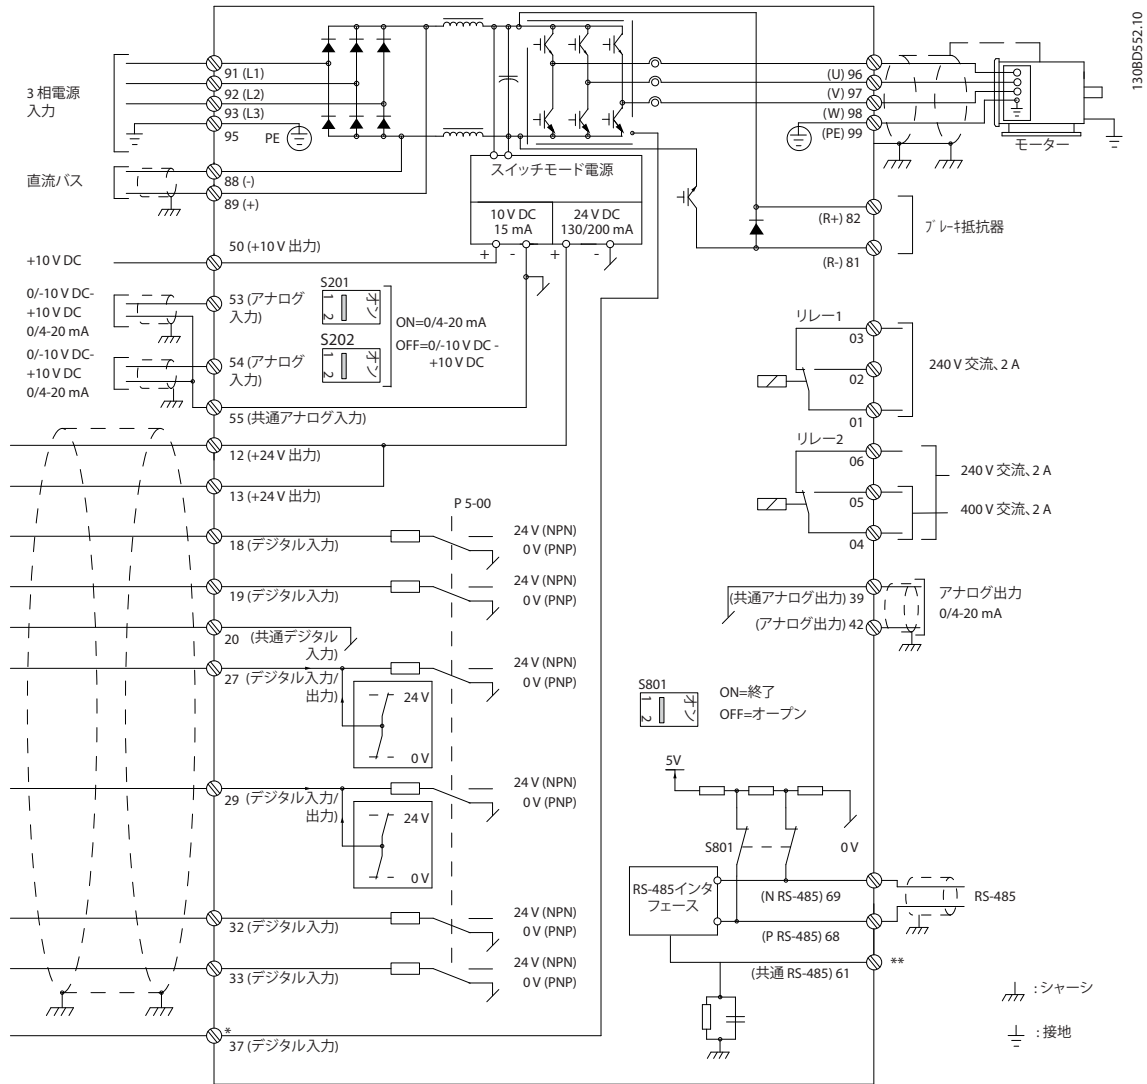 130BD552.10
3 相電源
入力
91 (L1)
92 (L2)
93 (L3)
95
PE
直流バス
88 (-)
89 (+)
50 (+10 V 出力)
+10 V DC
0/-10 V DC-
+10 V DC
0/4-20 mA
53 (アナログ
入力)
0/-10 V DC-
+10 V DC
0/4-20 mA
54 (アナログ
入力)
55 (共通アナログ入力)
12 (+24 V 出力)
13 (+24 V 出力)
18 (デジタル入力)
19 (デジタル入力)
20 (共通デジタル
入力)
27 (デジタル入力/
出力)
24 V
0 V
29 (デジタル入力/
出力)
24 V
0 V
32 (デジタル入力)
33 (デジタル入力)
*
37 (デジタル入力)
S201
1
2
オン
S202
1
2
オン
ON=0/4-20 mA
OFF=0/-10 V DC -
+10 V DC
P 5-00
24 V (NPN)
0 V (PNP)
24 V (NPN)
0 V (PNP)
24 V (NPN)
0 V (PNP)
24 V (NPN)
0 V (PNP)
24 V (NPN)
0 V (PNP)
24 V (NPN)
0 V (PNP)
スイッチモード電源
10 V DC
15 mA
24 V DC
130/200 mA
+ - + -
(U) 96
(V) 97
(W) 98
(PE) 99
モーター
(R+) 82
(R-) 81
ブレーキ抵抗器
リレー1
03
02
01
240 V 交流、2 A
リレー2
06
05
04
240 V 交流、2 A
400 V 交流、2 A
(共通アナログ出力) 39
(アナログ出力) 42
アナログ出力
0/4-20 mA
S801
1
2
オン
ON=終了
OFF=オープン
5V
S801
0 V
RS-485インタ
フェース
(N RS-485) 69
(P RS-485) 68
(共通 RS-485) 61
**
RS-485
:シャーシ
:接地